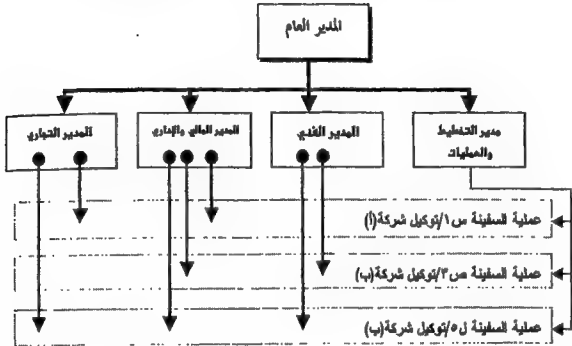 المدير العام
مدير التخطيط
والعمليات
المدير الفني
المدير المالي والإداري
المدير التجاري
عملية السفينة س١/توكيل شركة(أ)
عملية السفينة س٣/توكيل شركة(ب)
عملية السفينة ل٥/توكيل شركة(ب)